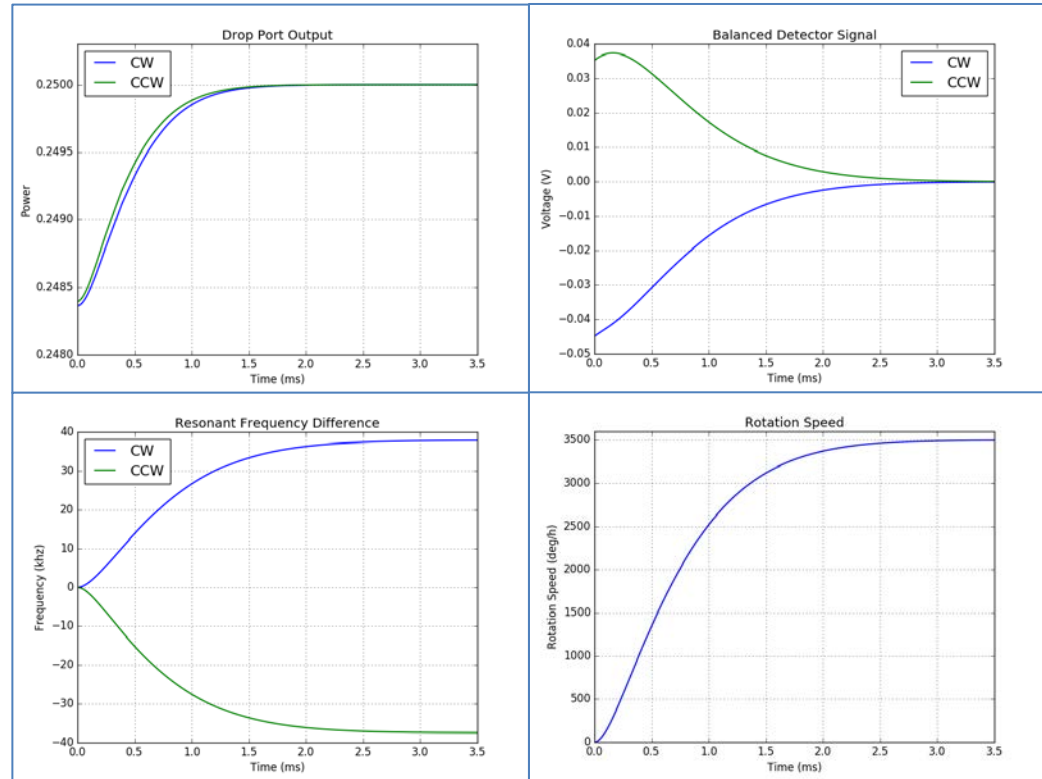 Drop Port Output
CW
CCW
0.2500
0.2495
0.2490
0.2485
0.2480
Power
0.0 0.5 1.0 1.5 2.0 2.5 3.0 3.5
Time (ms)
Balanced Detector Signal
CW
CCW
0.04
0.03
0.02
0.01
0.00
−0.01
−0.02
−0.03
−0.04
−0.05
Voltage (V)
0.0 0.5 1.0 1.5 2.0 2.5 3.0 3.5
Time (ms)
Resonant Frequency Difference
CW
CCW
40
30
20
10
0
−10
−20
−30
−40
Frequency (khz)
0.0 0.5 1.0 1.5 2.0 2.5 3.0 3.5
Time (ms)
Rotation Speed
3500
3000
2500
2000
1500
1000
500
0
Rotation Speed (deg/h)
0.0 0.5 1.0 1.5 2.0 2.5 3.0 3.5
Time (ms)